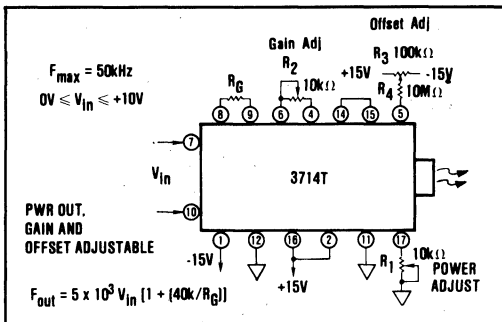 Offset Adj
Gain Adj
R3 100kΩ
Fmax = 50kHz
R2
+15V
-15V
RG
10kΩ
R4
10MΩ
0V ≤ Vin ≤ +10V
8 9 6 4 14 15 5
7
Vin
3714T
10
PWR OUT,
GAIN AND
OFFSET ADJUSTABLE
1 12 16 2 11 17
-15V
+15V
R1
10kΩ
POWER
ADJUST
Fout = 5 x 10³ Vin [1 + (40k/RG)]